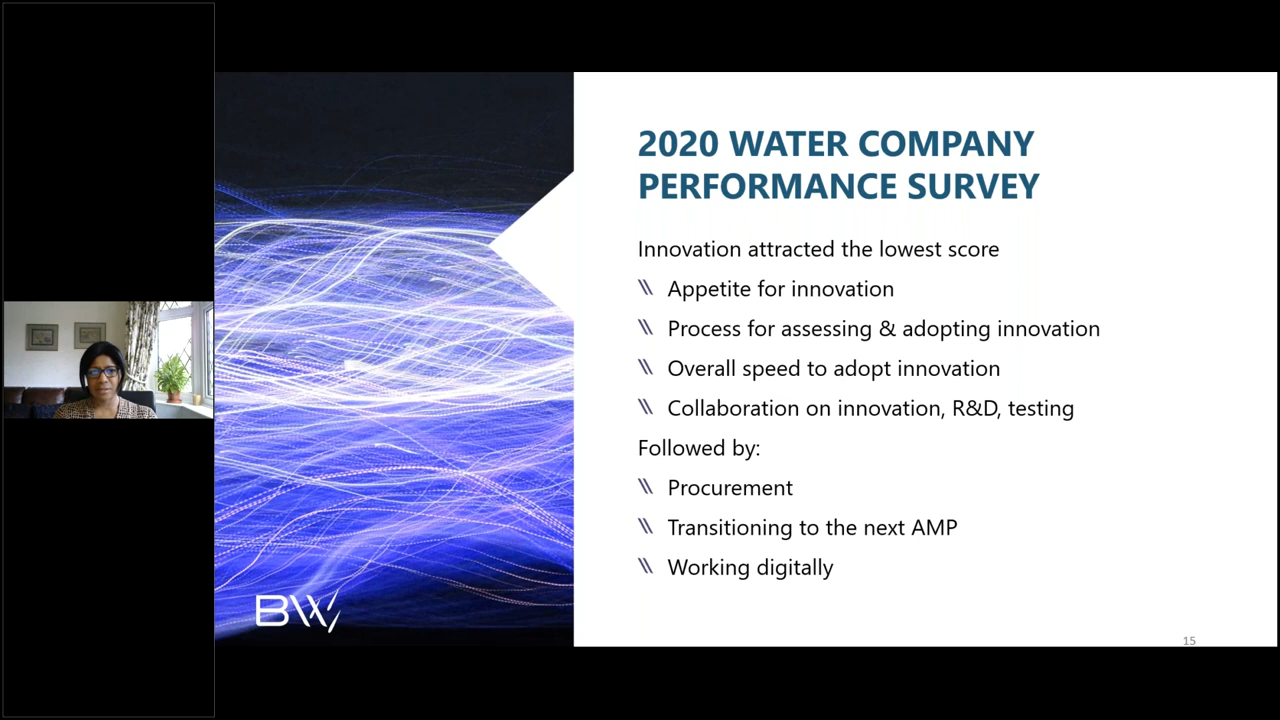 2020 WATER COMPANY
PERFORMANCE SURVEY
Innovation attracted the lowest score
Appetite for innovation
Process for assessing & adopting innovation
Overall speed to adopt innovation
Collaboration on innovation, R&D, testing
Followed by:
Procurement
Transitioning to the next AMP
Working digitally
BW
15